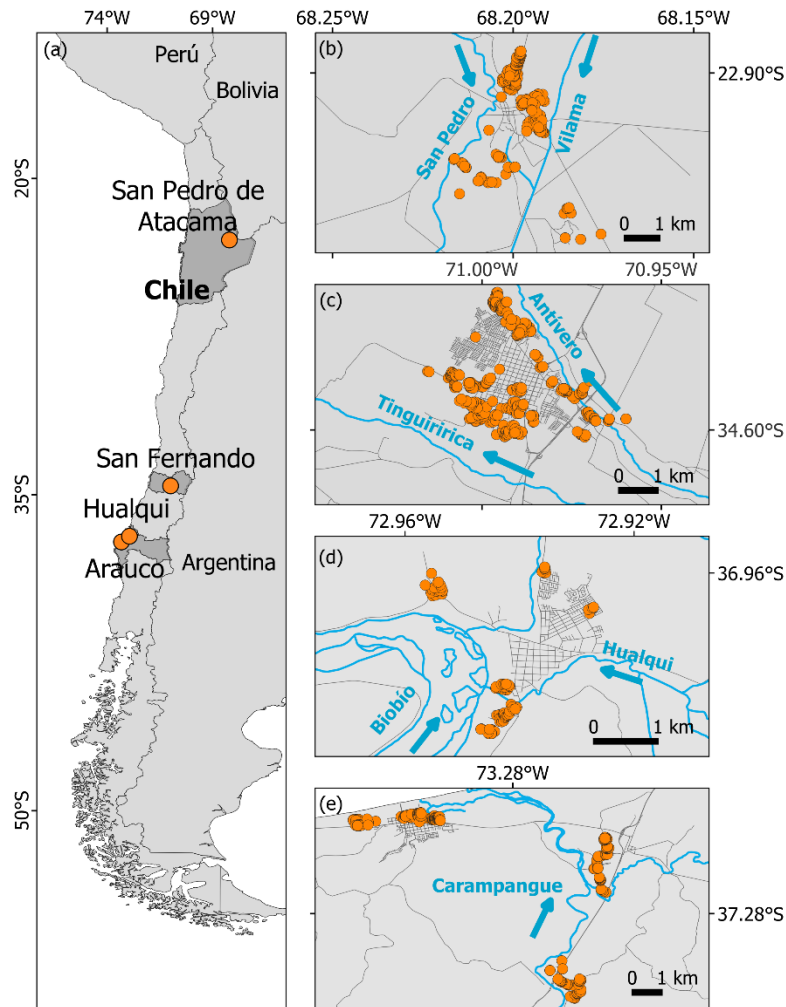 74°W
69°W
(a)
Perú
Bolivia
20°S
San Pedro de
Atacama
Chile
San Fernando
35°S
Hualqui
Arauco
Argentina
50°S
68.25°W
68.20°W
68.15°W
(b)
22.90°S
San Pedro
Vilama
0 1 km
71.00°W
70.95°W
(c)
Antívero
Tinguiririca
34.60°S
0 1 km
72.96°W
72.92°W
(d)
36.96°S
Hualqui
Biobío
0 1 km
73.28°W
(e)
Carampangue
37.28°S
0 1 km